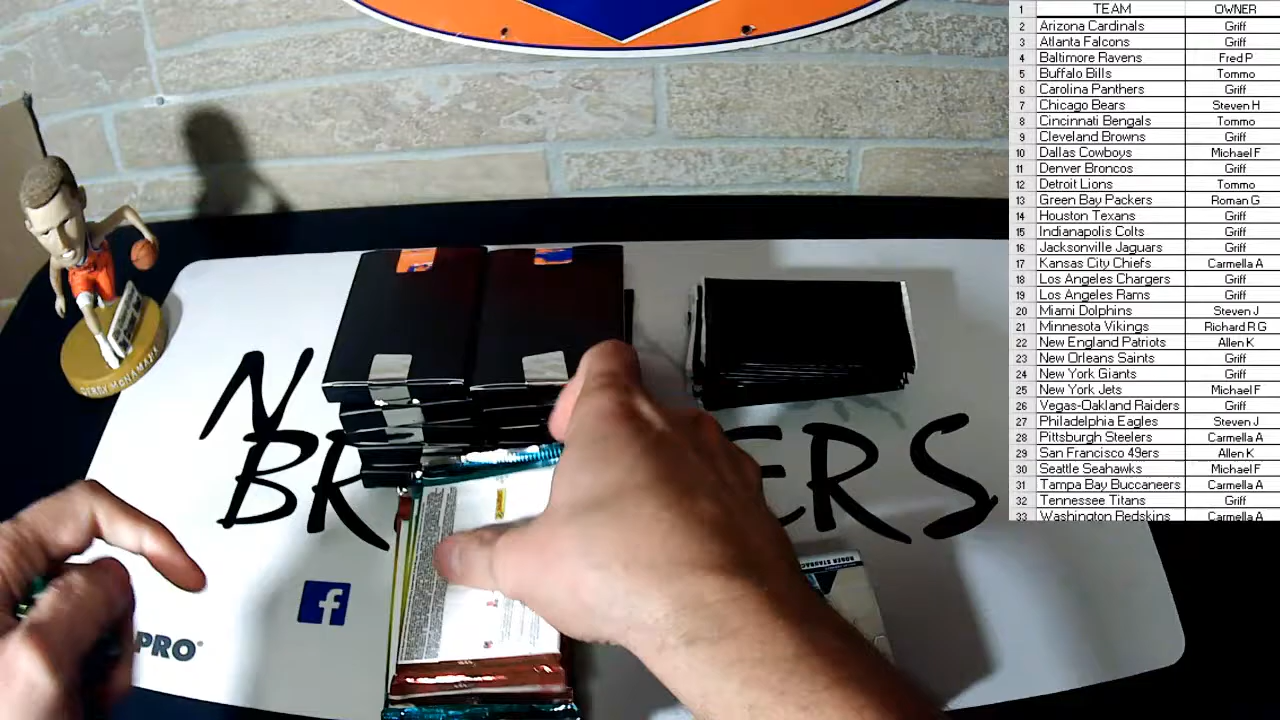 1 TEAM OWNER
2 Arizona Cardinals Griff
3 Atlanta Falcons Griff
4 Baltimore Ravens Fred P
5 Buffalo Bills Tommo
6 Carolina Panthers Griff
7 Chicago Bears Steven H
8 Cincinnati Bengals Tommo
9 Cleveland Browns Griff
10 Dallas Cowboys Michael F
11 Denver Broncos Griff
12 Detroit Lions Tommo
13 Green Bay Packers Roman G
14 Houston Texans Griff
15 Indianapolis Colts Griff
16 Jacksonville Jaguars Griff
17 Kansas City Chiefs Carmella A
18 Los Angeles Chargers Griff
19 Los Angeles Rams Griff
20 Miami Dolphins Steven J
21 Minnesota Vikings Richard R G
22 New England Patriots Allen K
23 New Orleans Saints Griff
24 New York Giants Griff
25 New York Jets Michael F
26 Vegas-Oakland Raiders Griff
27 Philadelphia Eagles Steven J
28 Pittsburgh Steelers Carmella A
29 San Francisco 49ers Allen K
30 Seattle Seahawks Michael F
31 Tampa Bay Buccaneers Carmella A
32 Tennessee Titans Griff
33 Washington Redskins Carmella A
N
BR ERS
f
PRO